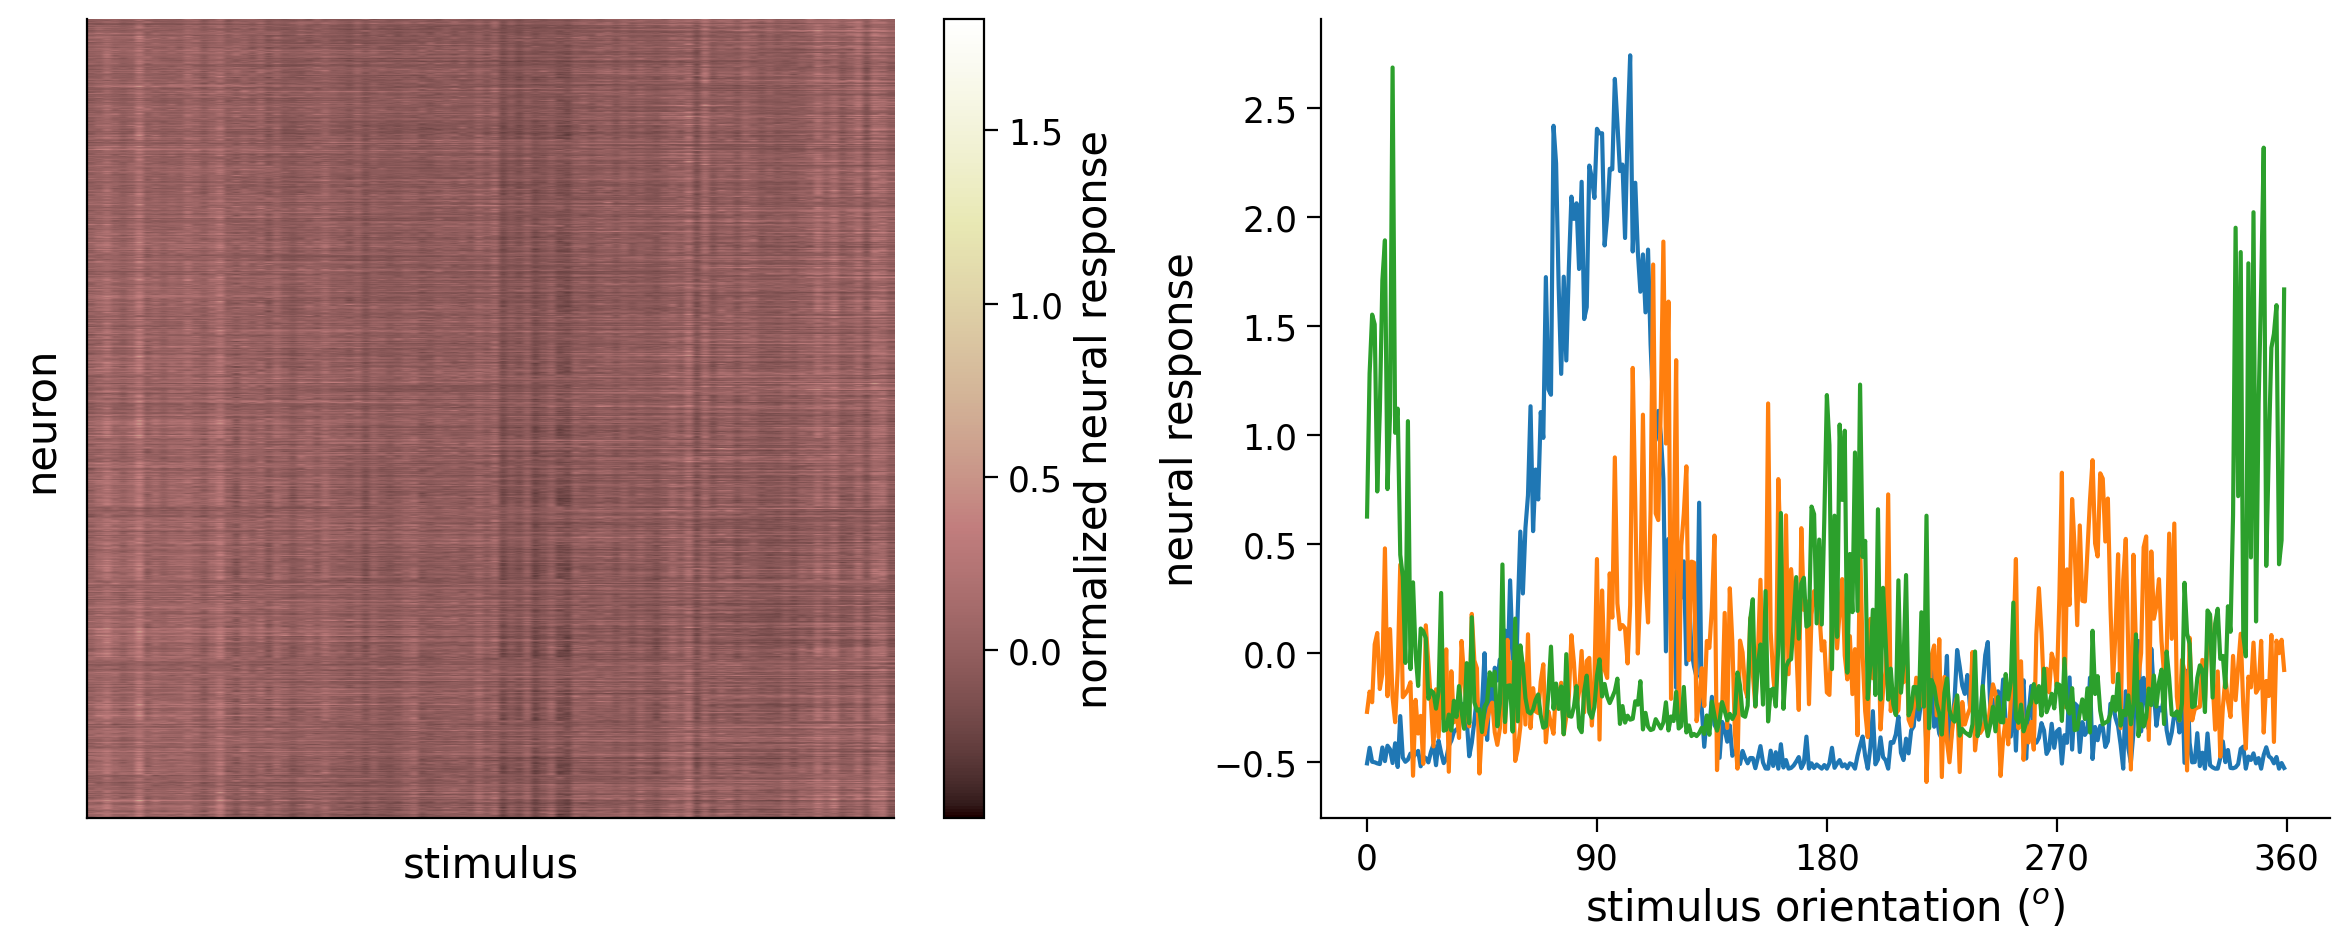 neuron
stimulus
1.5
1.0
0.5
0.0
normalized neural response
neural response
2.5
2.0
1.5
1.0
0.5
0.0
−0.5
0 90 180 270 360
stimulus orientation (o)